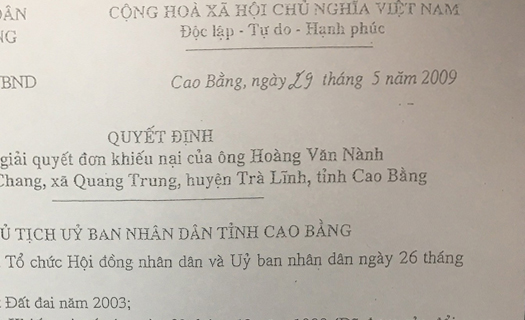 ÂN CỘNG HOÀ XÃ HỘI CHỦ NGHĨA VIỆT NAM
NG Độc lập - Tự do - Hạnh phúc
BND Cao Bằng, ngày 29 tháng 5 năm 2009
QUYẾT ĐỊNH
giải quyết đơn khiếu nại của ông Hoàng Văn Nành
Chang, xã Quang Trung, huyện Trà Lĩnh, tỉnh Cao Bằng
Ủ TỊCH UỶ BAN NHÂN DÂN TỈNH CAO BẰNG
Tổ chức Hội đồng nhân dân và Uỷ ban nhân dân ngày 26 tháng
Đất đai năm 2003;